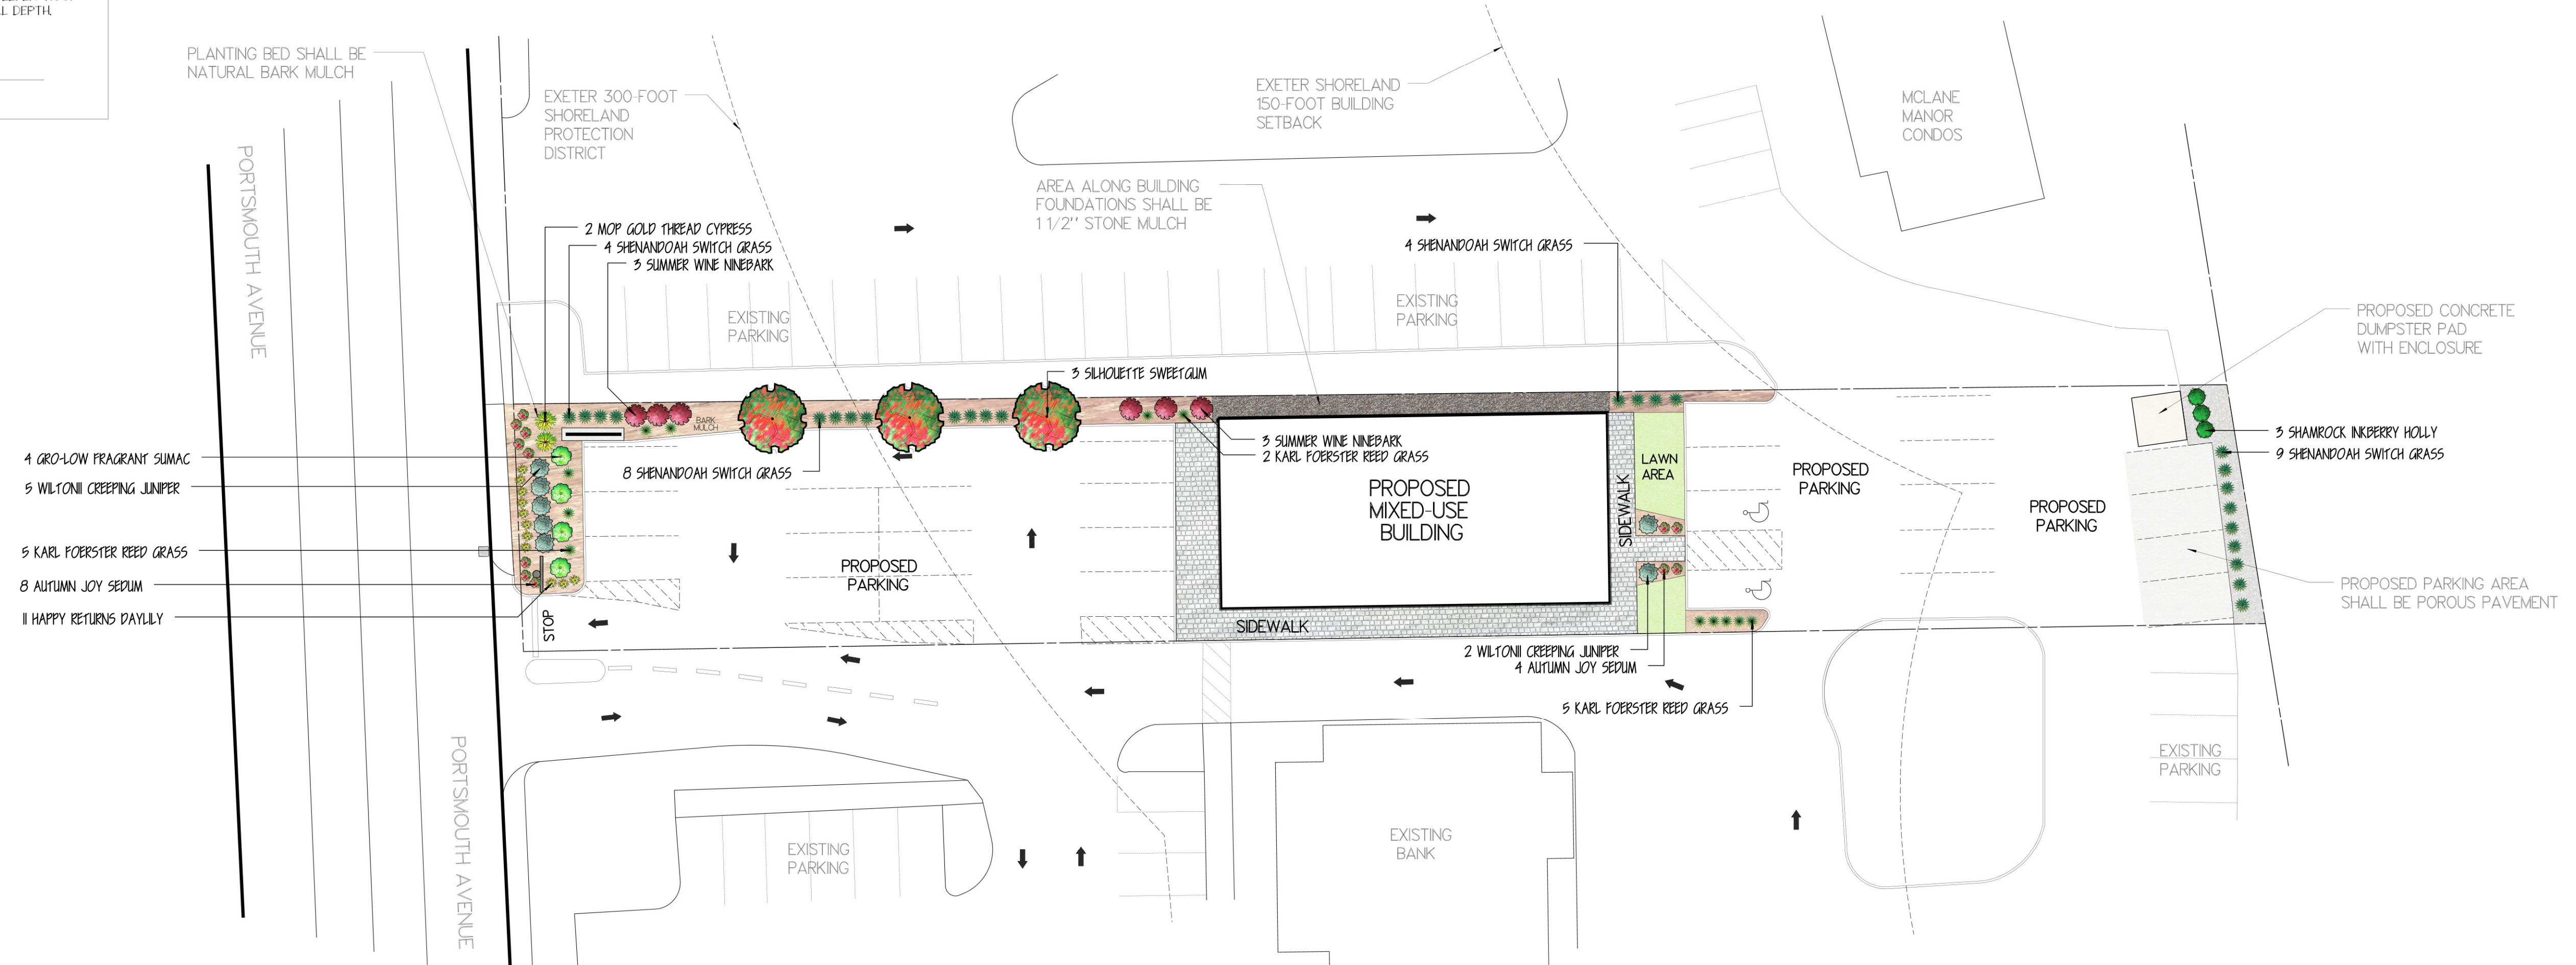 L DEPTH.
PLANTING BED SHALL BE
NATURAL BARK MULCH
EXETER 300-FOOT
SHORELAND
PROTECTION
DISTRICT
EXETER SHORELAND
150-FOOT BUILDING
SETBACK
MCLANE
MANOR
CONDOS
PORTSMOUTH AVENUE
AREA ALONG BUILDING
FOUNDATIONS SHALL BE
1 1/2'' STONE MULCH
2 MOP GOLD THREAD CYPRESS
4 SHENANDOAH SWITCH GRASS
3 SUMMER WINE NINEBARK
4 SHENANDOAH SWITCH GRASS
EXISTING
PARKING
EXISTING
PARKING
PROPOSED CONCRETE
DUMPSTER PAD
WITH ENCLOSURE
3 SILHOUETTE SWEETGUM
BARK
MULCH
3 SUMMER WINE NINEBARK
2 KARL FOERSTER REED GRASS
8 SHENANDOAH SWITCH GRASS
3 SHAMROCK INKBERRY HOLLY
9 SHENANDOAH SWITCH GRASS
4 GRO-LOW FRAGRANT SUMAC
5 WILTONII CREEPING JUNIPER
5 KARL FOERSTER REED GRASS
8 AUTUMN JOY SEDUM
11 HAPPY RETURNS DAYLILY
LAWN
AREA
PROPOSED
PARKING
PROPOSED
MIXED-USE
BUILDING
SIDEWALK
PROPOSED
PARKING
PROPOSED
PARKING
PROPOSED PARKING AREA
SHALL BE POROUS PAVEMENT
STOP
SIDEWALK
2 WILTONII CREEPING JUNIPER
4 AUTUMN JOY SEDUM
5 KARL FOERSTER REED GRASS
PORTSMOUTH AVENUE
EXISTING
PARKING
EXISTING
BANK
EXISTING
PARKING